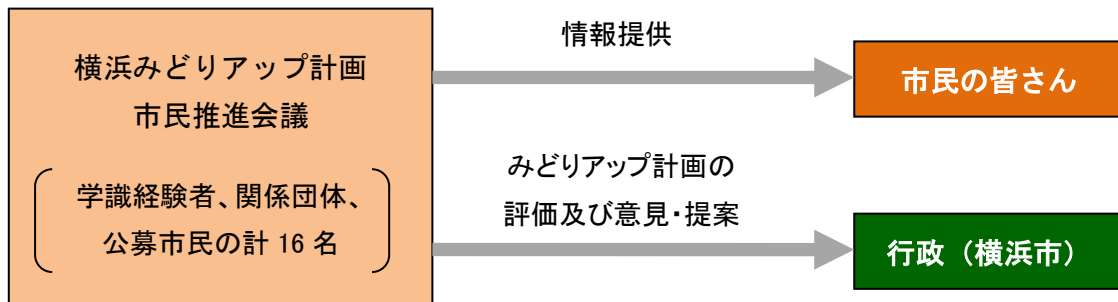 横浜みどりアップ計画
市民推進会議
学識経験者、関係団体、
公募市民の計 16 名
情報提供
市民の皆さん
みどりアップ計画の
評価及び意見・提案
行政（横浜市）